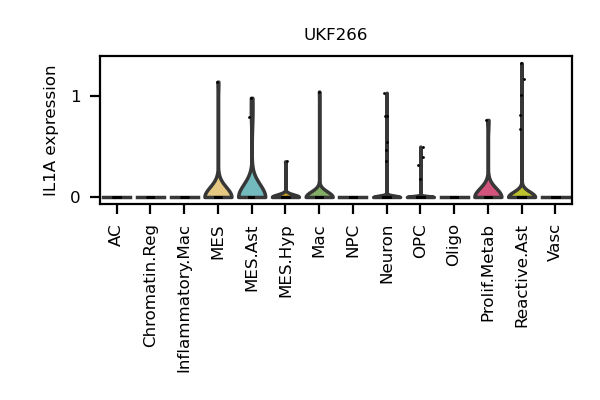 UKF266
IL1A expression
1
0
AC
Chromatin.Reg
Inflammatory.Mac
MES
MES.Ast
MES.Hyp
Mac
NPC
Neuron
OPC
Oligo
Prolif.Metab
Reactive.Ast
Vasc